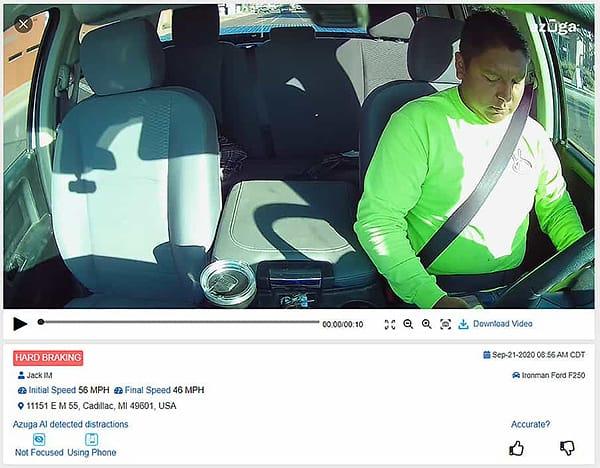 azuga
00:00/00:10
Download Video
HARD BRAKING
Sep-21-2020 08:56 AM CDT
Jack IM
Ironman Ford F250
Initial Speed 56 MPH Final Speed 46 MPH
11151 E M 55, Cadillac, MI 49601, USA
Azuga AI detected distractions
Accurate?
Not Focused Using Phone